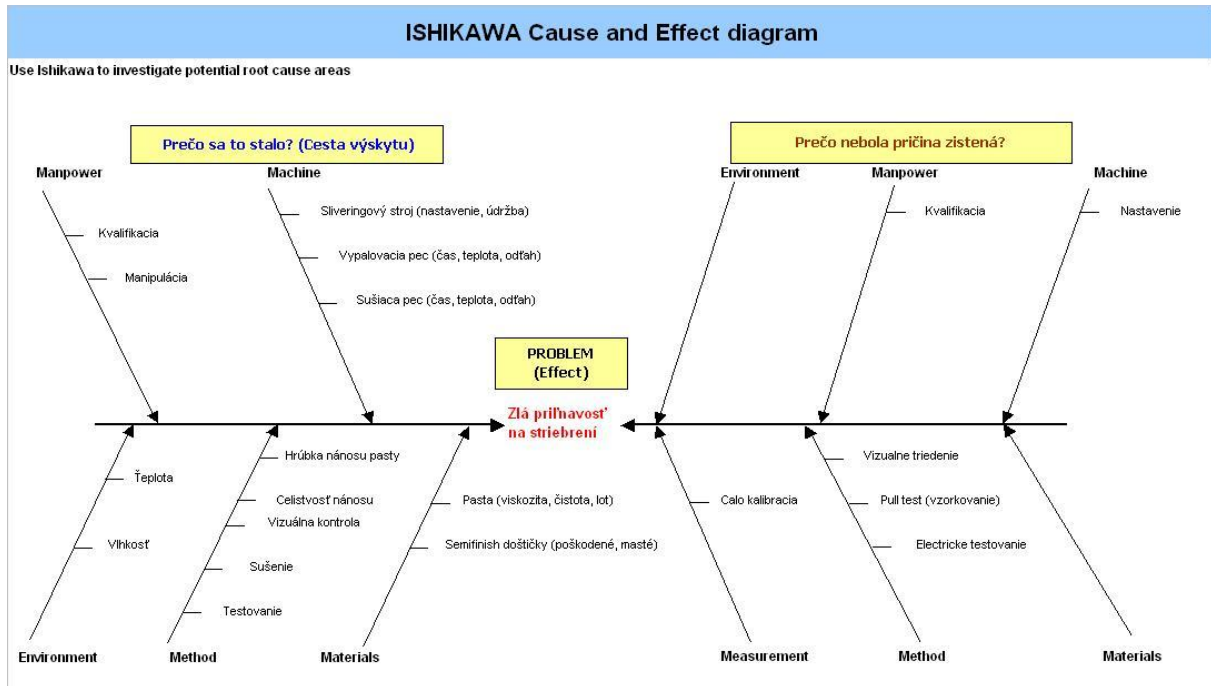 ISHIKAWA Cause and Effect diagram
Use Ishikawa to investigate potential root cause areas
Prečo sa to stalo? (Cesta výskytu)
Prečo nebola pričina zistená?
Manpower
Machine
Environment
Manpower
Machine
Sliveringový stroj (nastavenie, údržba)
Kvalifikacia
Nastavenie
Kvalifikacia
Vypalovacia pec (čas, teplota, odťah)
Manipulácia
Sušiaca pec (čas, teplota, odťah)
PROBLEM
(Effect)
Zlá priľnavosť
na striebrení
Hrúbka nánosu pasty
Vizualne triedenie
Ťeplota
Celistvosť nánosu
Pasta (viskozita, čistota, lot)
Calo kalibracia
Pull test (vzorkovanie)
Vizuálna kontrola
Vlhkosť
Semifinish doštičky (poškodené, masté)
Electricke testovanie
Sušenie
Testovanie
Environment
Method
Materials
Measurement
Method
Materials